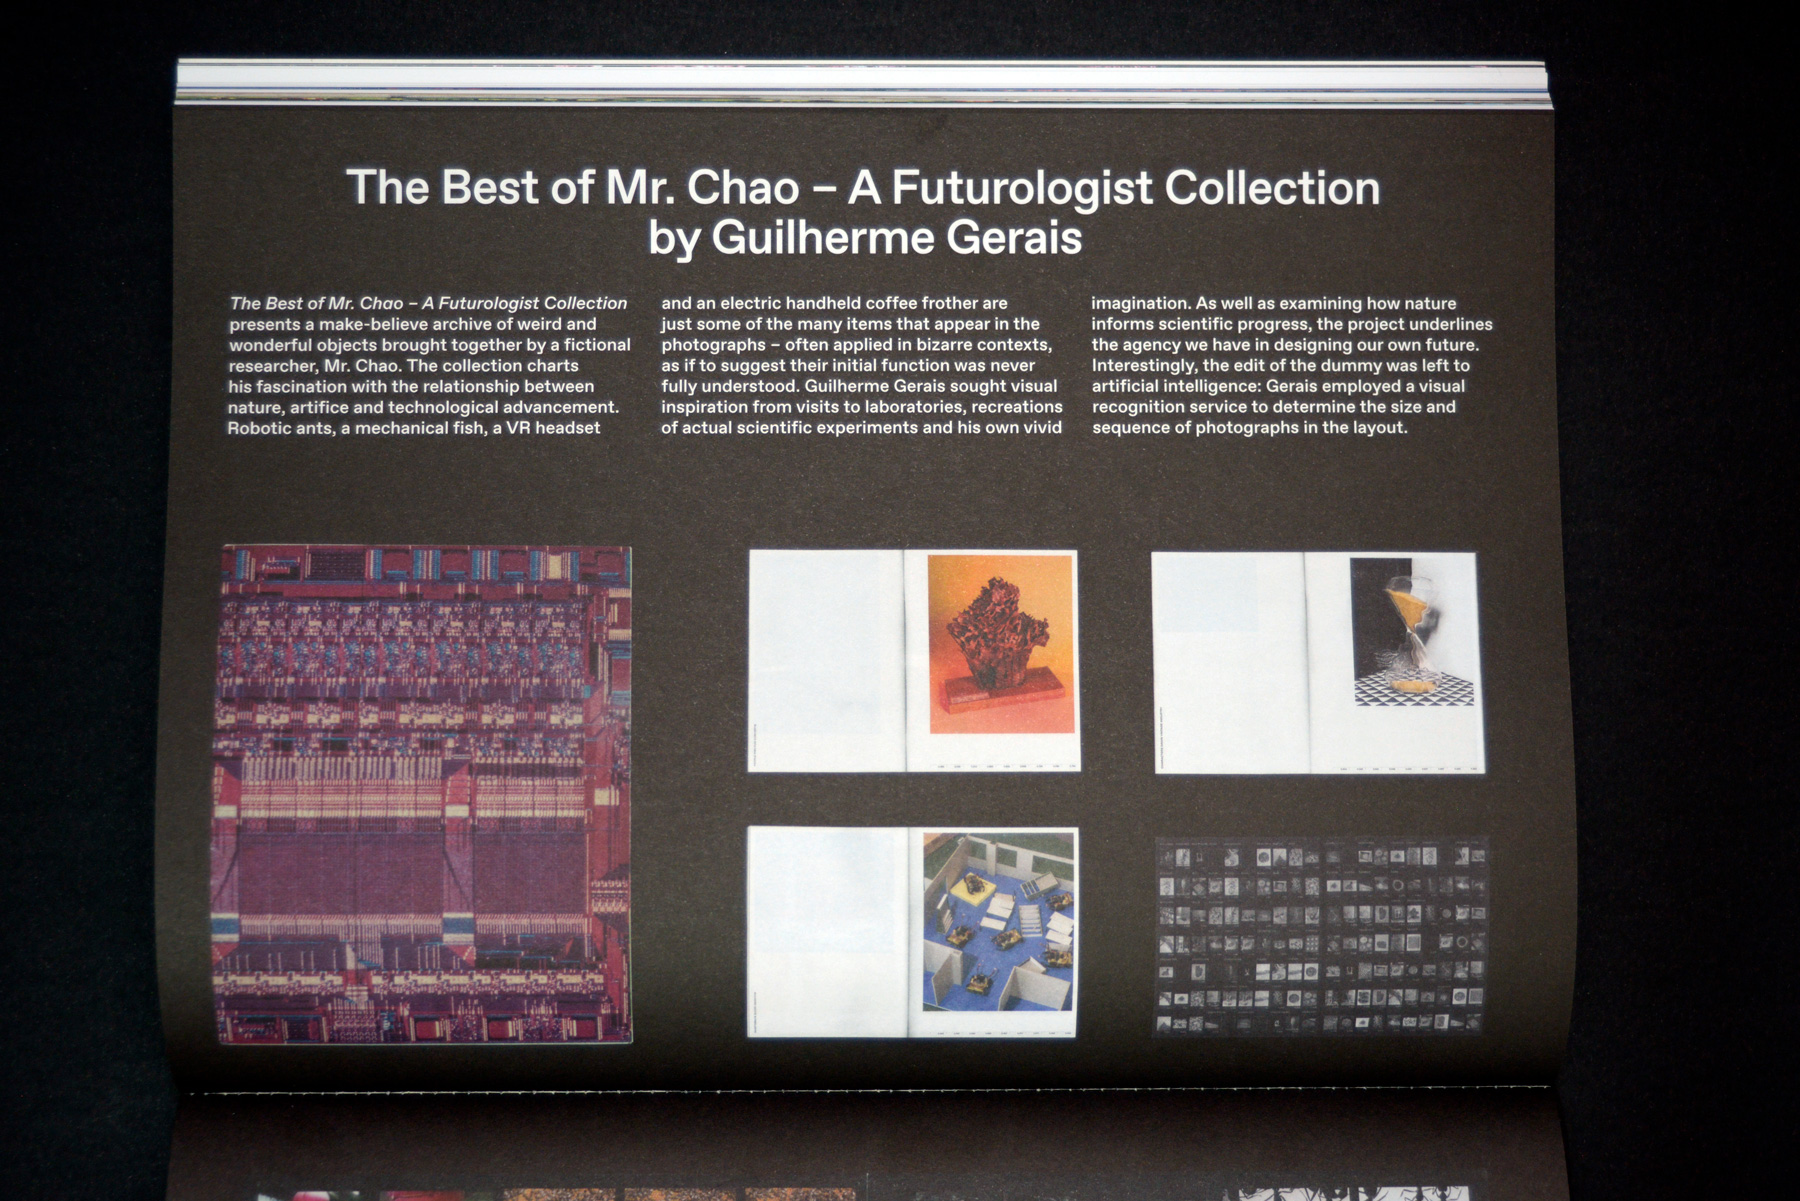 The Best of Mr. Chao – A Futurologist Collection
by Guilherme Gerais
The Best of Mr. Chao – A Futurologist Collection
presents a make-believe archive of weird and
wonderful objects brought together by a fictional
researcher, Mr. Chao. The collection charts
his fascination with the relationship between
nature, artifice and technological advancement.
Robotic ants, a mechanical fish, a VR headset
and an electric handheld coffee frother are
just some of the many items that appear in the
photographs – often applied in bizarre contexts,
as if to suggest their initial function was never
fully understood. Guilherme Gerais sought visual
inspiration from visits to laboratories, recreations
of actual scientific experiments and his own vivid
imagination. As well as examining how nature
informs scientific progress, the project underlines
the agency we have in designing our own future.
Interestingly, the edit of the dummy was left to
artificial intelligence: Gerais employed a visual
recognition service to determine the size and
sequence of photographs in the layout.